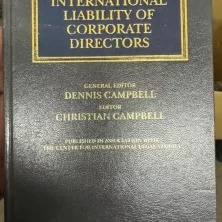 INTERNATIONAL
LIABILITY OF
CORPORATE
DIRECTORS
GENERAL EDITOR
DENNIS CAMPBELL
EDITOR
CHRISTIAN CAMPBELL
PUBLISHED IN ASSOCIATION WITH
THE CENTER FOR INTERNATIONAL LEGAL STUDIES